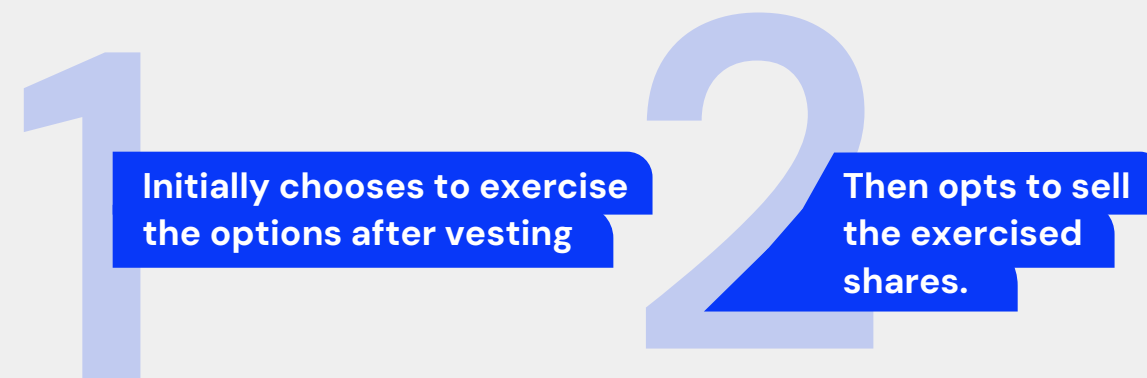 1
Initially chooses to exercise
the options after vesting
2
Then opts to sell
the exercised
shares.